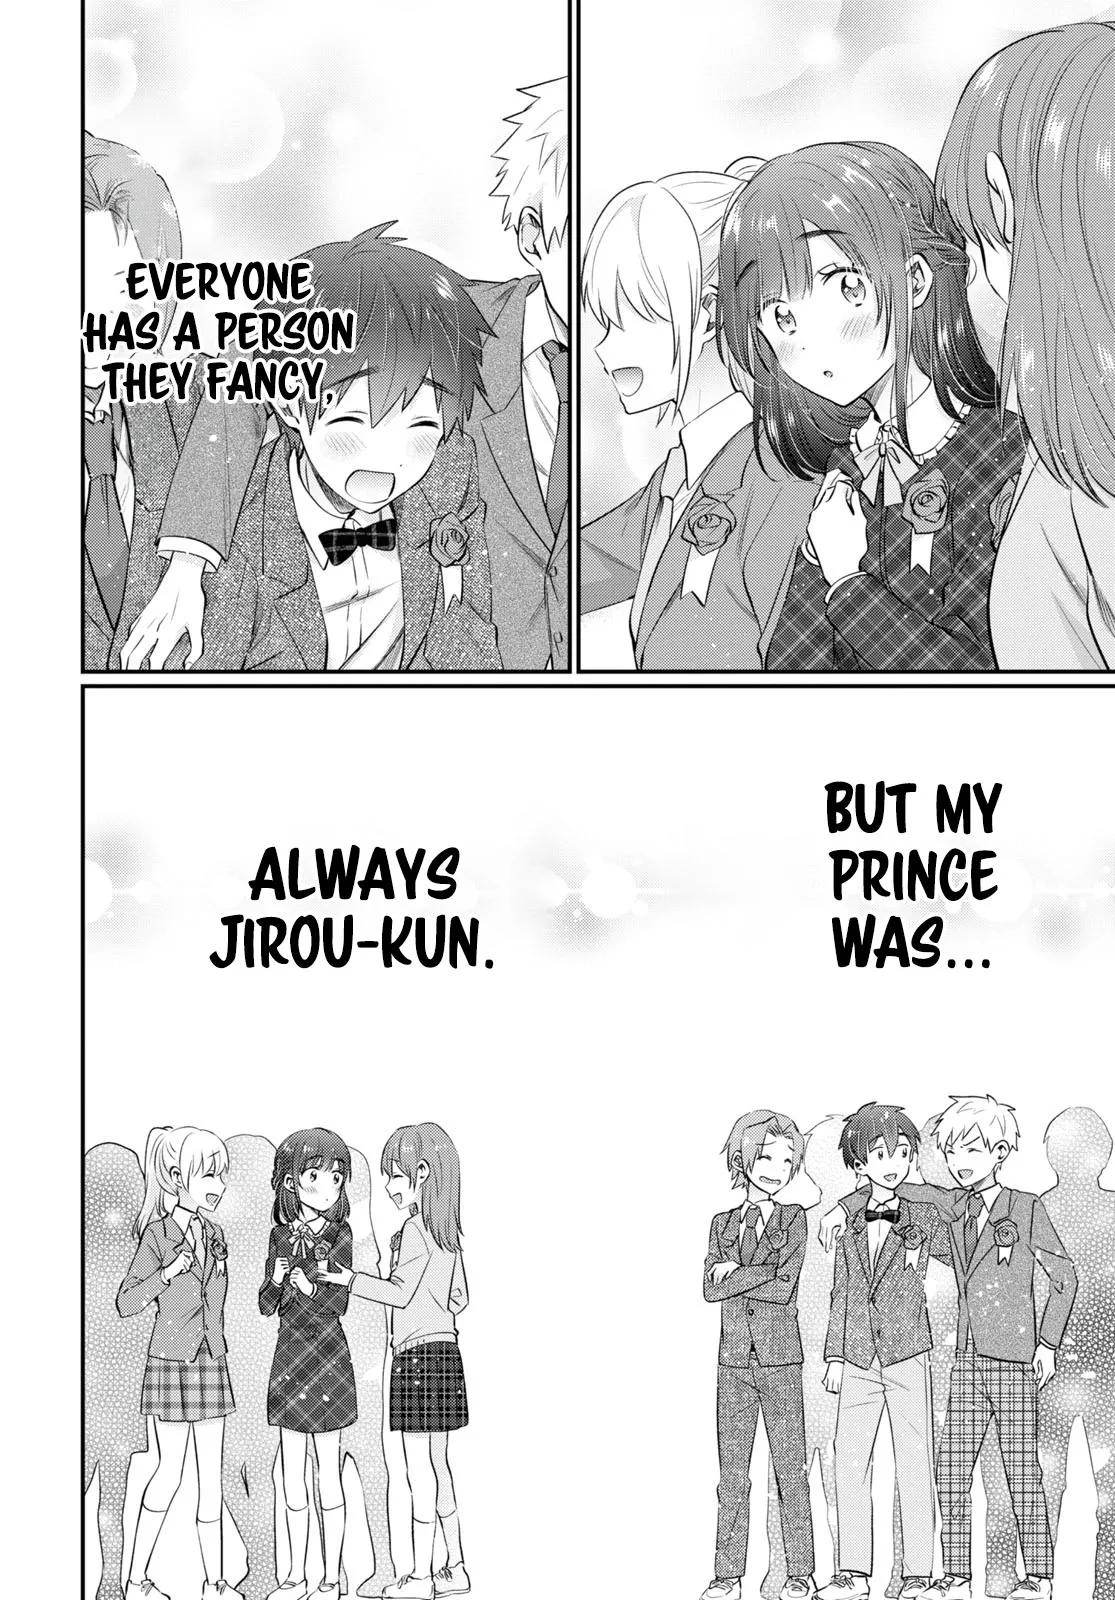 EVERYONE
HAS A PERSON
THEY FANCY,
BUT MY
PRINCE
WAS...
ALWAYS
JIROU-KUN.